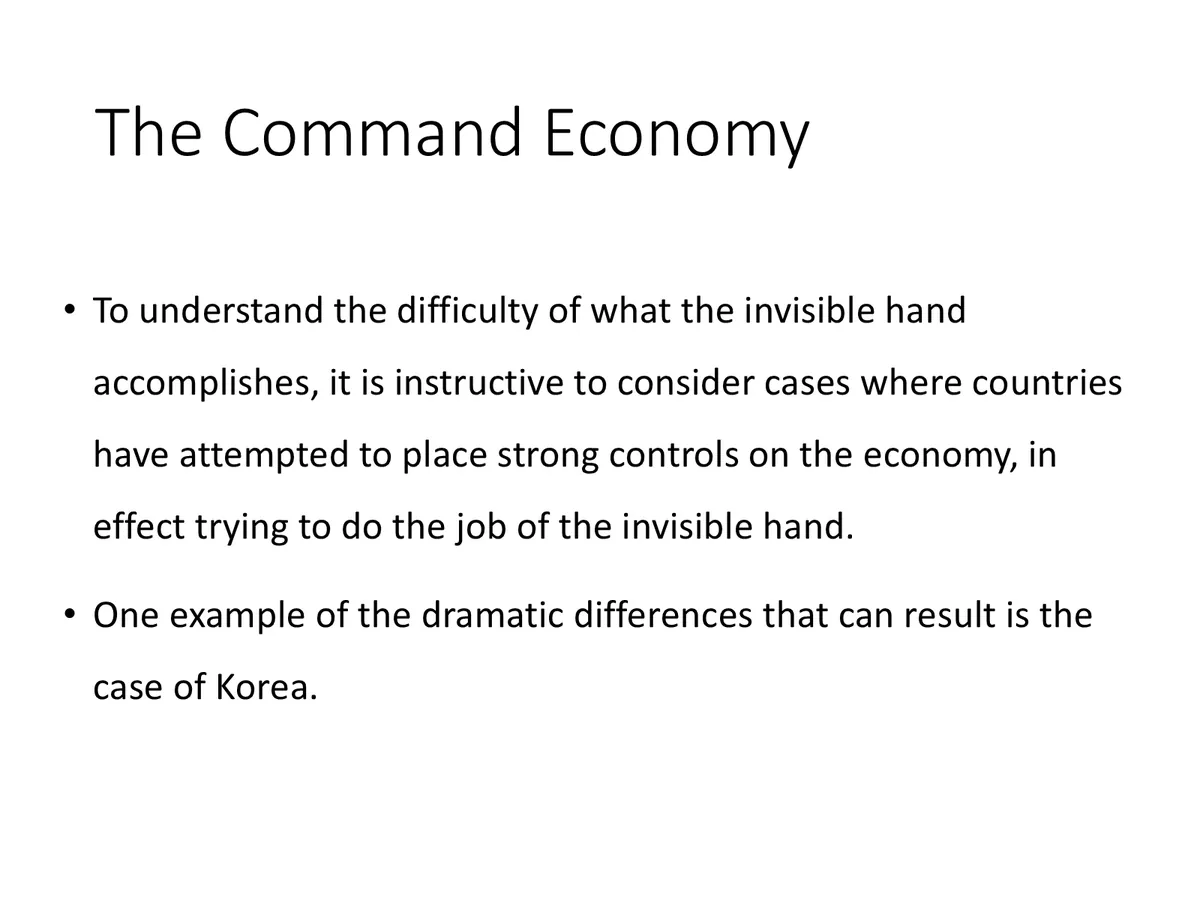 The Command Economy
• To understand the difficulty of what the invisible hand
accomplishes, it is instructive to consider cases where countries
have attempted to place strong controls on the economy, in
effect trying to do the job of the invisible hand.
• One example of the dramatic differences that can result is the
case of Korea.